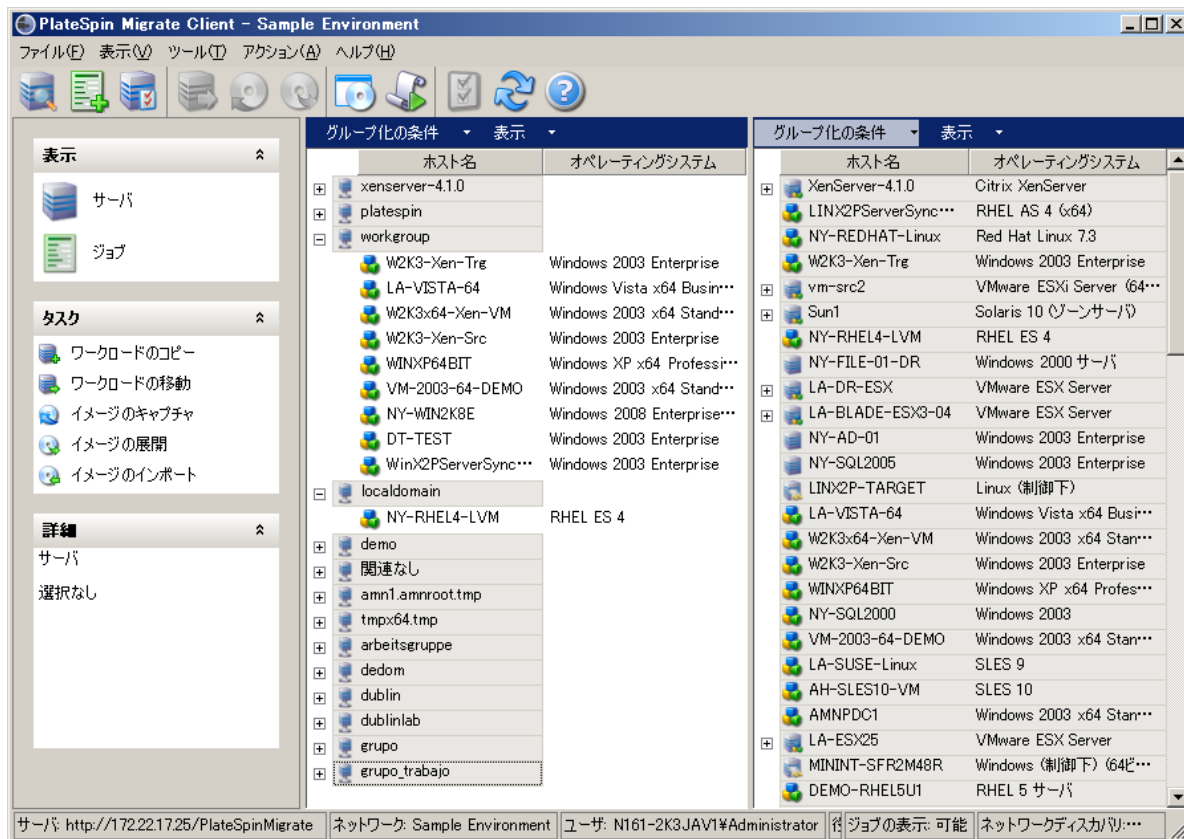 PlateSpin Migrate Client - Sample Environment
ファイル(F) 表示(V) ツール(T) アクション(A) ヘルプ(H)
表示
サーバ
ジョブ
タスク
ワークロードのコピー
ワークロードの移動
イメージのキャプチャ
イメージの展開
イメージのインポート
詳細
サーバ
選択なし
グループ化の条件 表示
ホスト名 オペレーティングシステム
xenserver-4.1.0
platespin
workgroup
W2K3-Xen-Trg Windows 2003 Enterprise
LA-VISTA-64 Windows Vista x64 Busin…
W2K3x64-Xen-VM Windows 2003 x64 Stand…
W2K3-Xen-Src Windows 2003 Enterprise
WINXP64BIT Windows XP x64 Professi…
VM-2003-64-DEMO Windows 2003 x64 Stand…
NY-WIN2K8E Windows 2008 Enterprise…
DT-TEST Windows 2003 Enterprise
WinX2PServerSync… Windows 2003 Enterprise
localdomain
NY-RHEL4-LVM RHEL ES 4
demo
関連なし
amn1.amnroot.tmp
tmpx64.tmp
arbeitsgruppe
dedom
dublin
dublinlab
grupo
grupo_trabajo
グループ化の条件 表示
ホスト名 オペレーティングシステム
XenServer-4.1.0 Citrix XenServer
LINX2PServerSync… RHEL AS 4 (x64)
NY-REDHAT-Linux Red Hat Linux 7.3
W2K3-Xen-Trg Windows 2003 Enterprise
vm-src2 VMware ESXi Server (64…
Sun1 Solaris 10 (ゾーンサーバ)
NY-RHEL4-LVM RHEL ES 4
NY-FILE-01-DR Windows 2000 サーバ
LA-DR-ESX VMware ESX Server
LA-BLADE-ESX3-04 VMware ESX Server
NY-AD-01 Windows 2003 Enterprise
NY-SQL2005 Windows 2003 Enterprise
LINX2P-TARGET Linux (制御下)
LA-VISTA-64 Windows Vista x64 Busi…
W2K3x64-Xen-VM Windows 2003 x64 Stan…
W2K3-Xen-Src Windows 2003 Enterprise
WINXP64BIT Windows XP x64 Profes…
NY-SQL2000 Windows 2003
VM-2003-64-DEMO Windows 2003 x64 Stan…
LA-SUSE-Linux SLES 9
AH-SLES10-VM SLES 10
AMNPDC1 Windows 2003 x64 Stan…
LA-ESX25 VMware ESX Server
MININT-SFR2M48R Windows (制御下) (64ビ…
DEMO-RHEL5U1 RHEL 5 サーバ
サーバ: http://172.22.17.25/PlateSpinMigrate ネットワーク: Sample Environment ユーザ: N161-2K3JAV1¥Administrator ジョブの表示: 可能 ネットワークディスカバリ:…